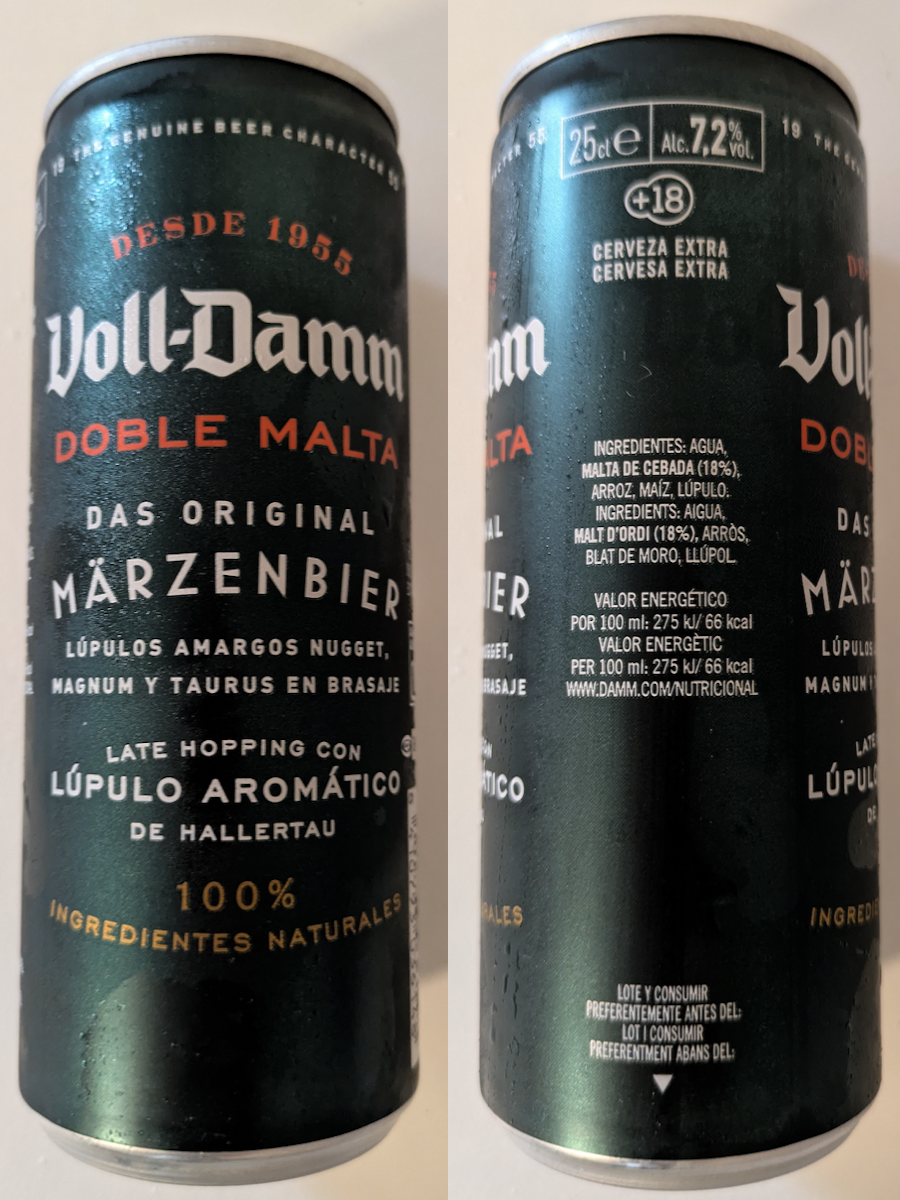 19 THE GENUINE BEER CHARACTER 55
DESDE 1955
Voll-Damm
DOBLE MALTA
DAS ORIGINAL
MÄRZENBIER
LÚPULOS AMARGOS NUGGET,
MAGNUM Y TAURUS EN BRASAJE
LATE HOPPING CON
LÚPULO AROMÁTICO
DE HALLERTAU
100%
INGREDIENTES NATURALES
25cl e Alc. 7,2% vol.
+18
CERVEZA EXTRA
CERVESA EXTRA
INGREDIENTES: AGUA,
MALTA DE CEBADA (18%),
ARROZ, MAÍZ, LÚPULO.
INGREDIENTS: AIGUA,
MALT D'ORDI (18%), ARRÒS,
BLAT DE MORO, LLÚPOL.
VALOR ENERGÉTICO
POR 100 ml: 275 kJ/ 66 kcal
VALOR ENERGÈTIC
PER 100 ml: 275 kJ/ 66 kcal
WWW.DAMM.COM/NUTRICIONAL
LOTE Y CONSUMIR
PREFERENTEMENTE ANTES DEL:
LOT I CONSUMIR
PREFERENTMENT ABANS DEL: